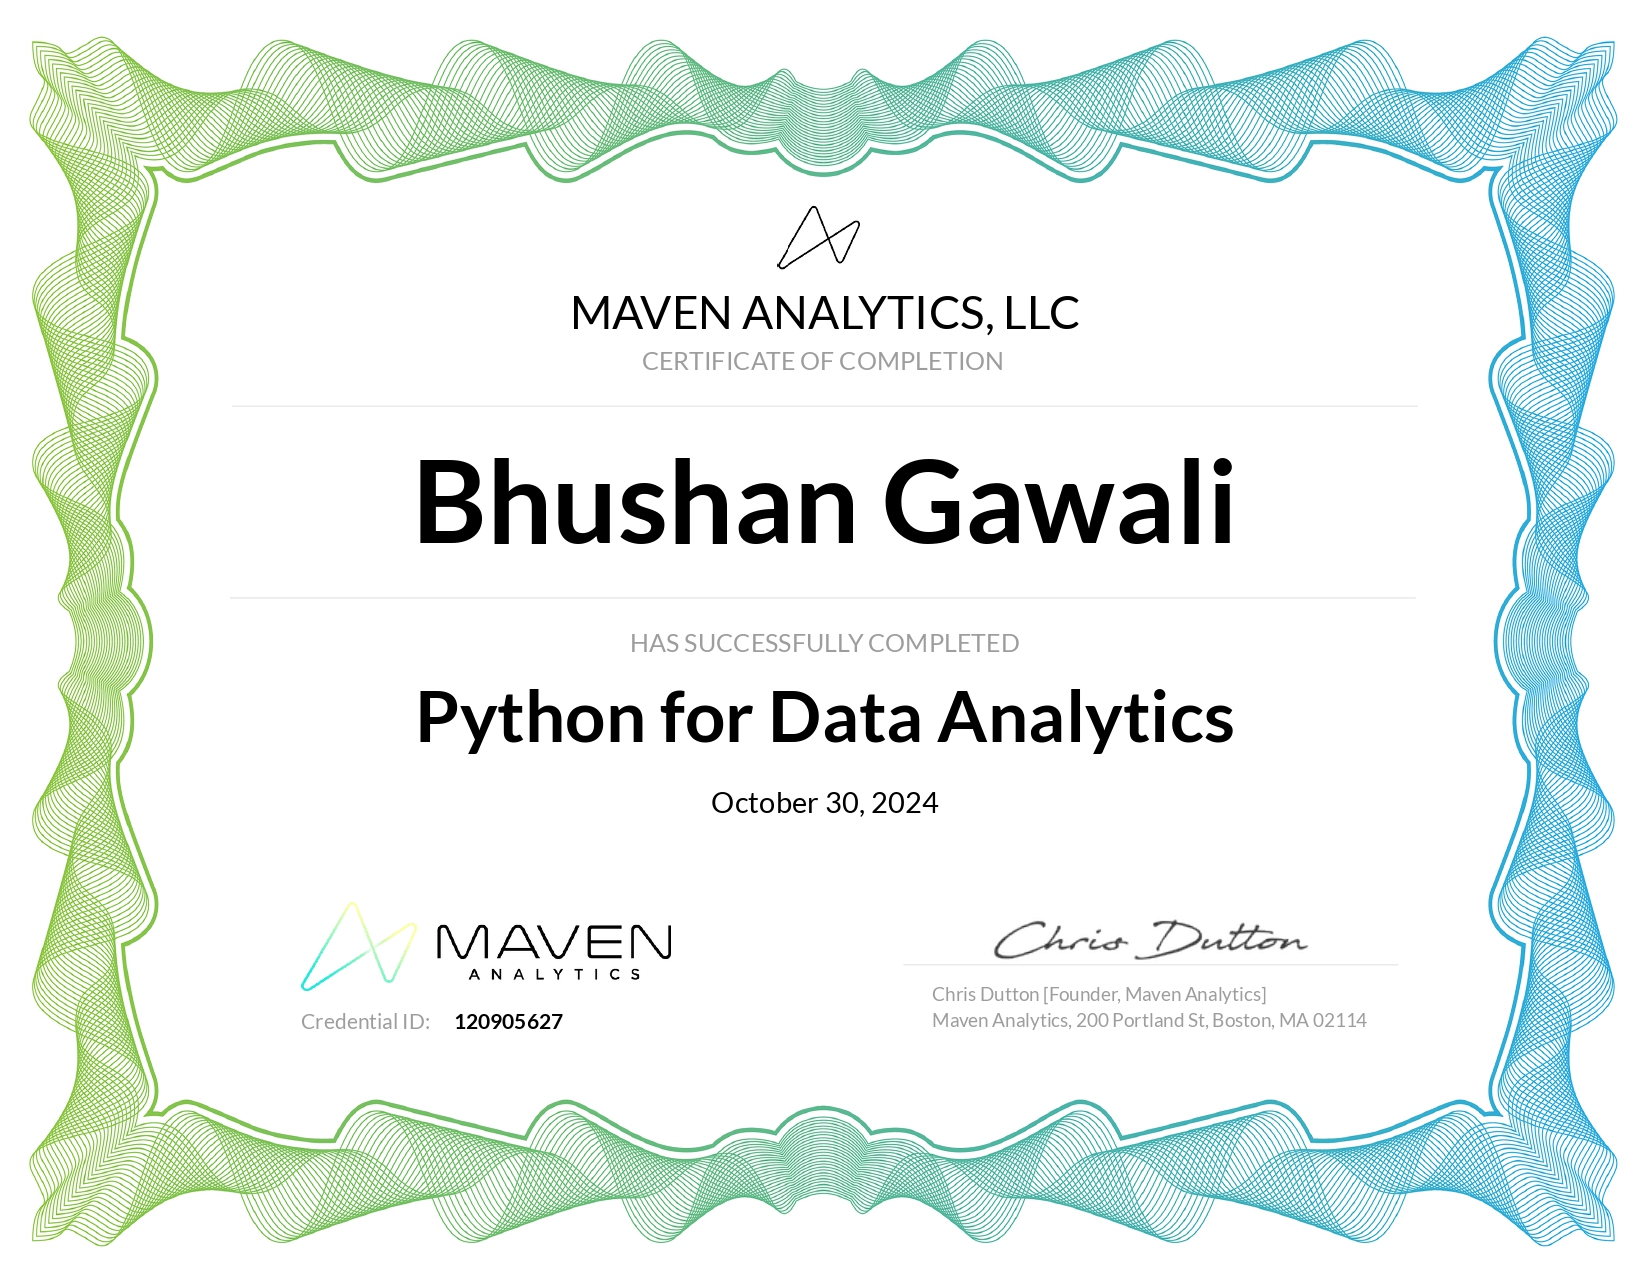 MAVEN ANALYTICS, LLC
CERTIFICATE OF COMPLETION
Bhushan Gawali
HAS SUCCESSFULLY COMPLETED
Python for Data Analytics
October 30, 2024
MAVEN
ANALYTICS
Credential ID: 120905627
Chris Dutton
Chris Dutton [Founder, Maven Analytics]
Maven Analytics, 200 Portland St, Boston, MA 02114